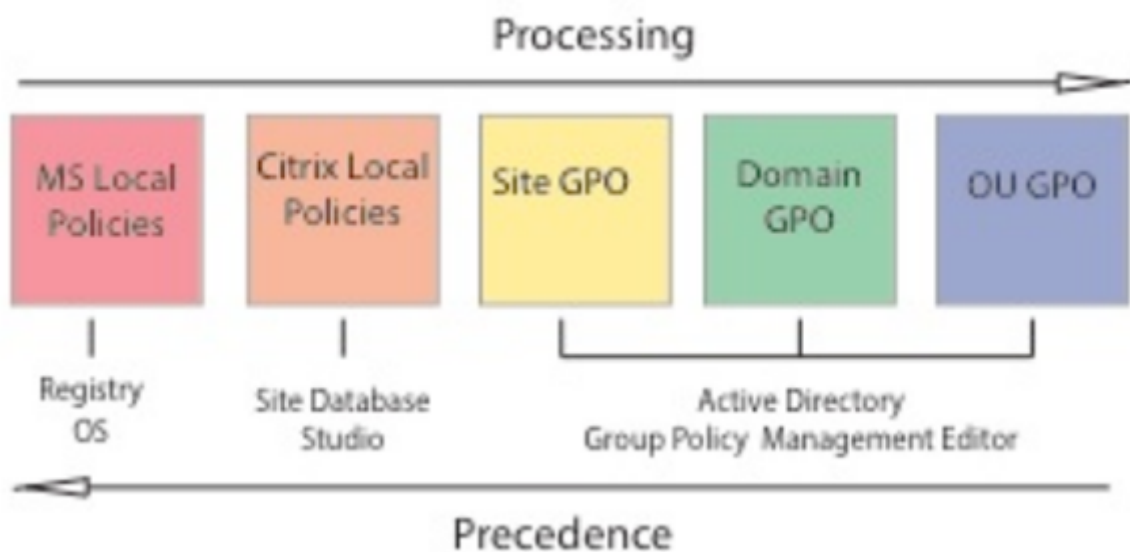 Processing
MS Local
Policies
Citrix Local
Policies
Site GPO
Domain
GPO
OU GPO
Registry
OS
Site Database
Studio
Active Directory
Group Policy Management Editor
Precedence